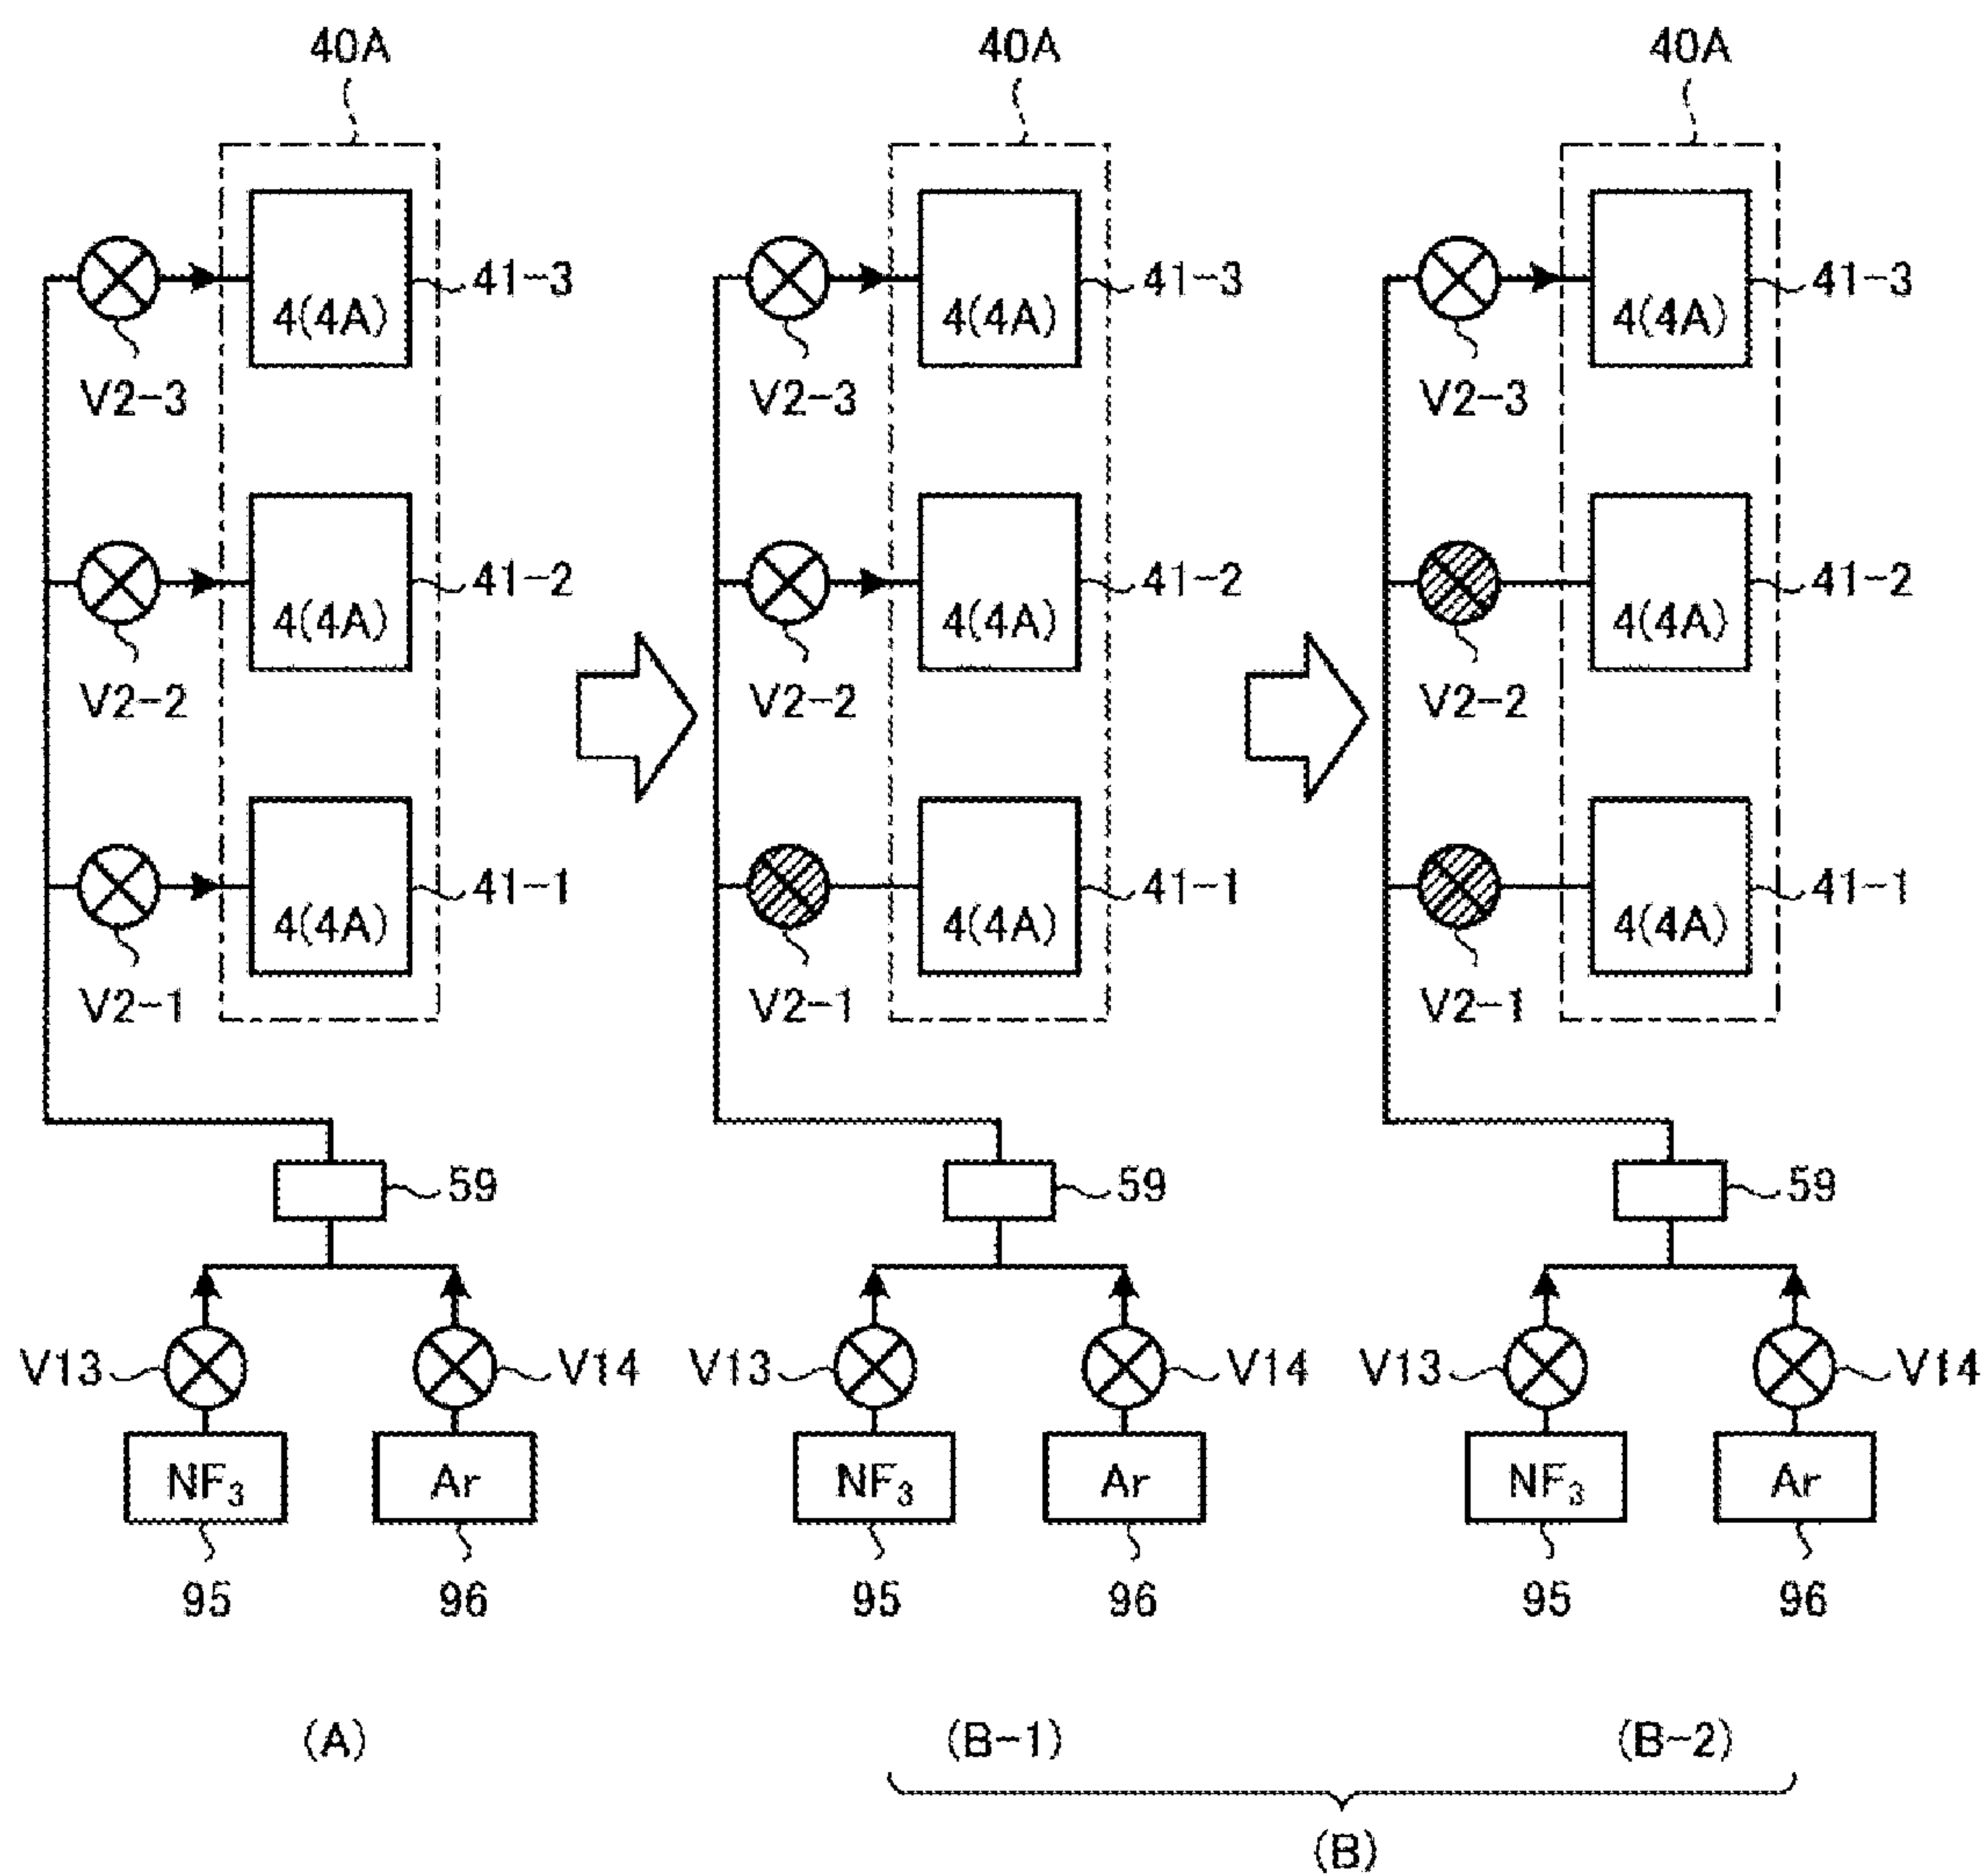 40A 40A 40A
41-3 41-3 41-3
4(4A) 4(4A) 4(4A)
V2-3 V2-3 V2-3
41-2 41-2 41-2
4(4A) 4(4A) 4(4A)
V2-2 V2-2 V2-2
41-1 41-1 41-1
4(4A) 4(4A) 4(4A)
V2-1 V2-1 V2-1
59 59 59
V13 V14 V13 V14 V13 V14
NF₃ Ar NF₃ Ar NF₃ Ar
95 96 95 96 95 96
(A) (B-1) (B-2)
(B)